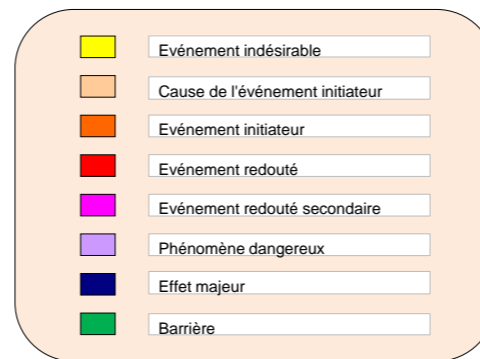 Evénement indésirable
Cause de l'événement initiateur
Evénement initiateur
Evénement redouté
Evénement redouté secondaire
Phénomène dangereux
Effet majeur
Barrière